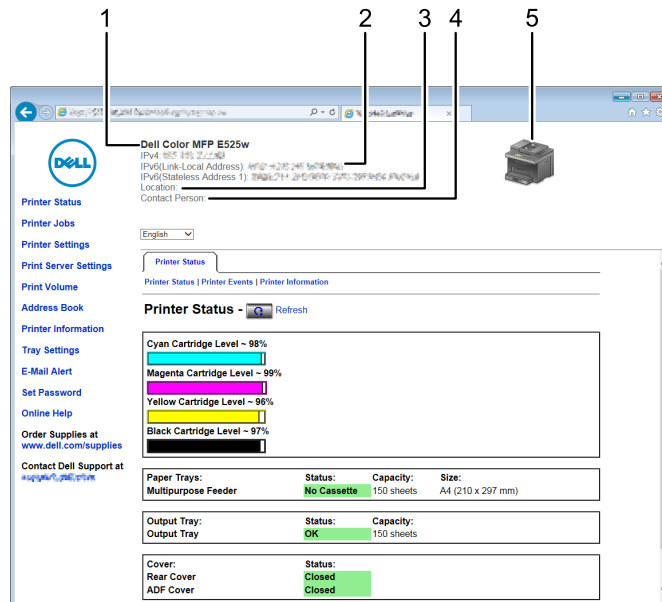 1 2 3 4 5
DELL
Dell Color MFP E525w
IPv4:
IPv6(Link-Local Address):
IPv6(Stateless Address 1):
Location:
Contact Person:
English
Printer Status
Printer Jobs
Printer Settings
Print Server Settings
Print Volume
Address Book
Printer Information
Tray Settings
E-Mail Alert
Set Password
Online Help
Order Supplies at
www.dell.com/supplies
Contact Dell Support at
Printer Status
Printer Status | Printer Events | Printer Information
Printer Status - Refresh
Cyan Cartridge Level ~ 98%
Magenta Cartridge Level ~ 99%
Yellow Cartridge Level ~ 96%
Black Cartridge Level ~ 97%
Paper Trays: Status: Capacity: Size:
Multipurpose Feeder No Cassette 150 sheets A4 (210 x 297 mm)
Output Tray: Status: Capacity:
Output Tray OK 150 sheets
Cover: Status:
Rear Cover Closed
ADF Cover Closed